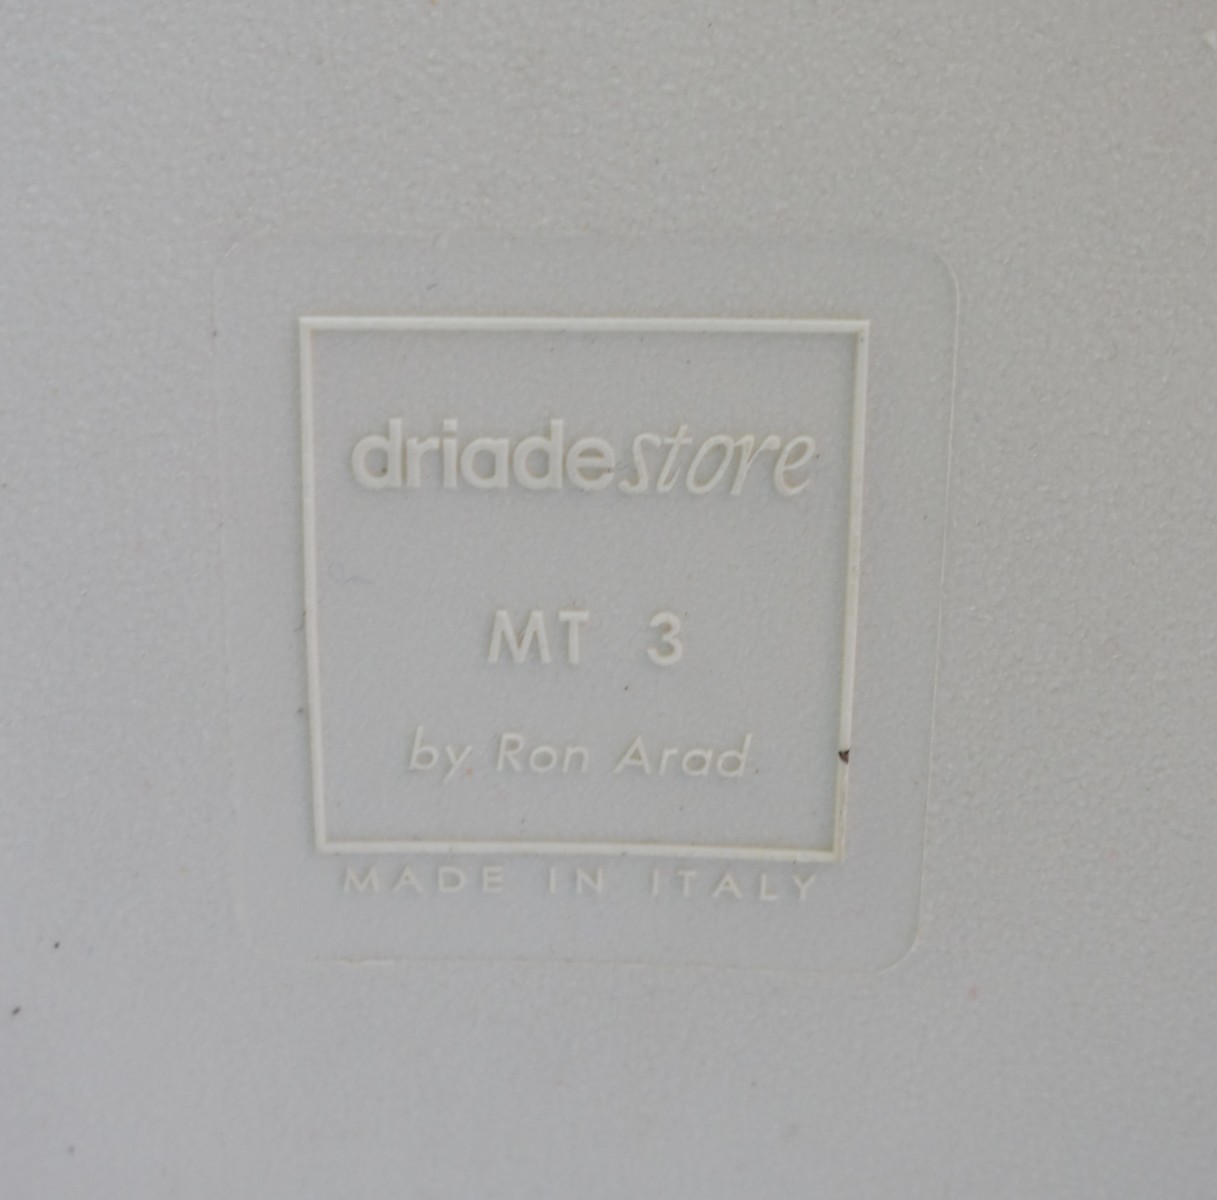 driadestore
MT 3
by Ron Arad
MADE IN ITALY